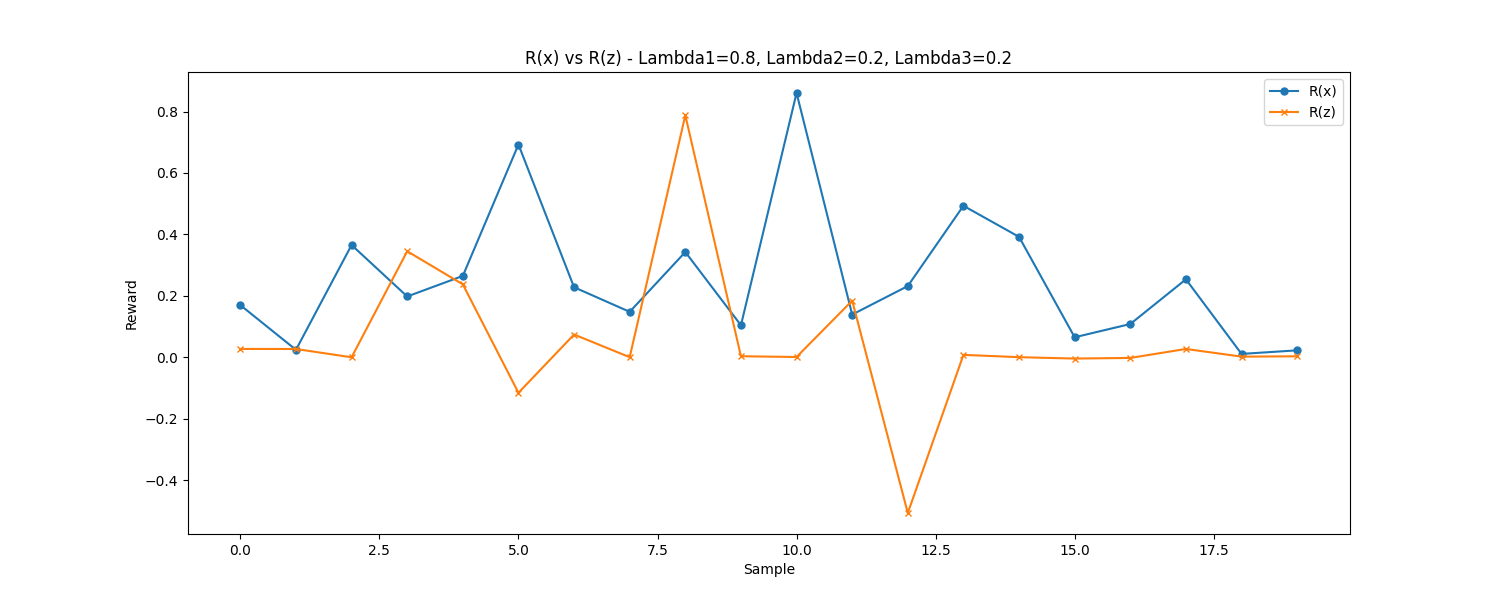 R(x) vs R(z) - Lambda1=0.8, Lambda2=0.2, Lambda3=0.2
R(x)
R(z)
0.8
0.6
0.4
0.2
0.0
−0.2
−0.4
Reward
0.0 2.5 5.0 7.5 10.0 12.5 15.0 17.5
Sample